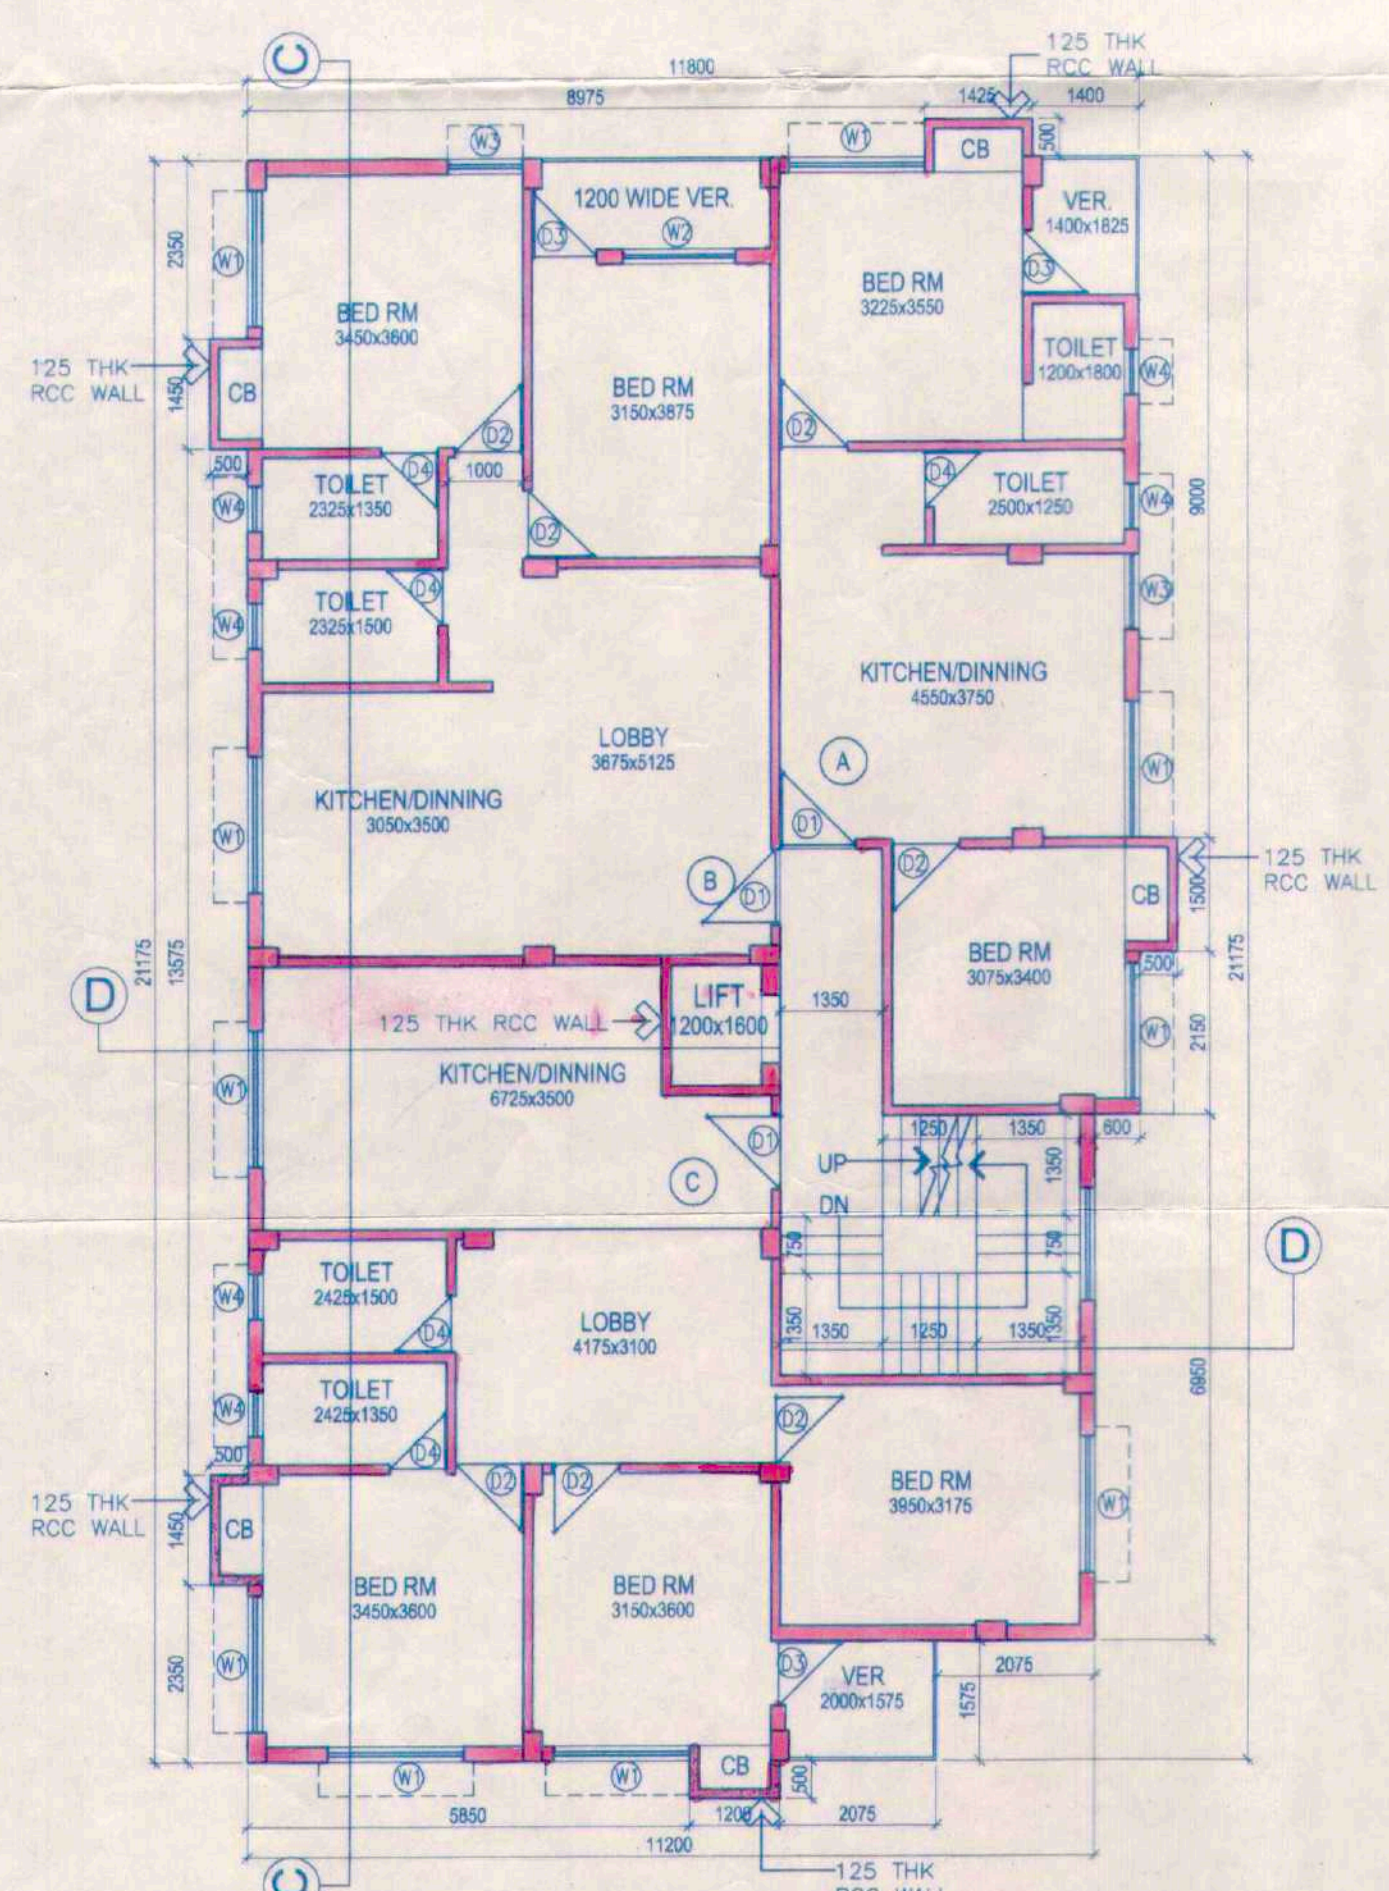 C
11800
125 THK
RCC WALL
8975
1425
1400
W3
W1
CB
500
1200 WIDE VER.
D3
W2
VER.
1400x1825
D3
2350
W1
BED RM
3450x3600
BED RM
3225x3550
125 THK
RCC WALL
1450
CB
BED RM
3150x3875
TOILET
1200x1800
W4
D2
D2
500
TOILET
2325x1350
D4
1000
W4
D2
D4
TOILET
2500x1250
W4
9000
TOILET
2325x1500
D4
W4
W3
KITCHEN/DINNING
4550x3750
LOBBY
3675x5125
A
W1
KITCHEN/DINNING
3050x3500
W1
D1
B
D1
D2
125 THK
RCC WALL
CB
1500
21175
13575
BED RM
3075x3400
500
21175
D
LIFT
1200x1600
125 THK RCC WALL
1350
W1
2150
KITCHEN/DINNING
6725x3500
W1
D1
1250
1350
600
UP
1350
C
DN
750
750
D
TOILET
2425x1500
W4
D4
LOBBY
4175x3100
1350
1350
1250
1350
1350
6950
TOILET
2425x1350
W4
D4
D2
500
D2
D2
BED RM
3950x3175
W1
125 THK
RCC WALL
1450
CB
BED RM
3450x3600
BED RM
3150x3600
2350
W1
D3
VER
2000x1575
2075
1575
W1
W1
CB
500
5850
1200
2075
11200
C
125 THK
RCC WALL